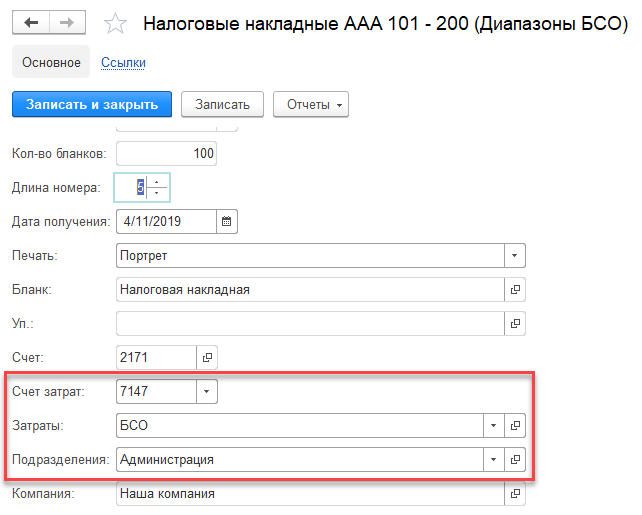 Налоговые накладные AAA 101 - 200 (Диапазоны БСО)
Основное Ссылки
Записать и закрыть Записать Отчеты
Кол-во бланков: 100
Длина номера: 5
Дата получения: 4/11/2019
Печать: Портрет
Бланк: Налоговая накладная
Уп.:
Счет: 2171
Счет затрат: 7147
Затраты: БСО
Подразделения: Администрация
Компания: Наша компания